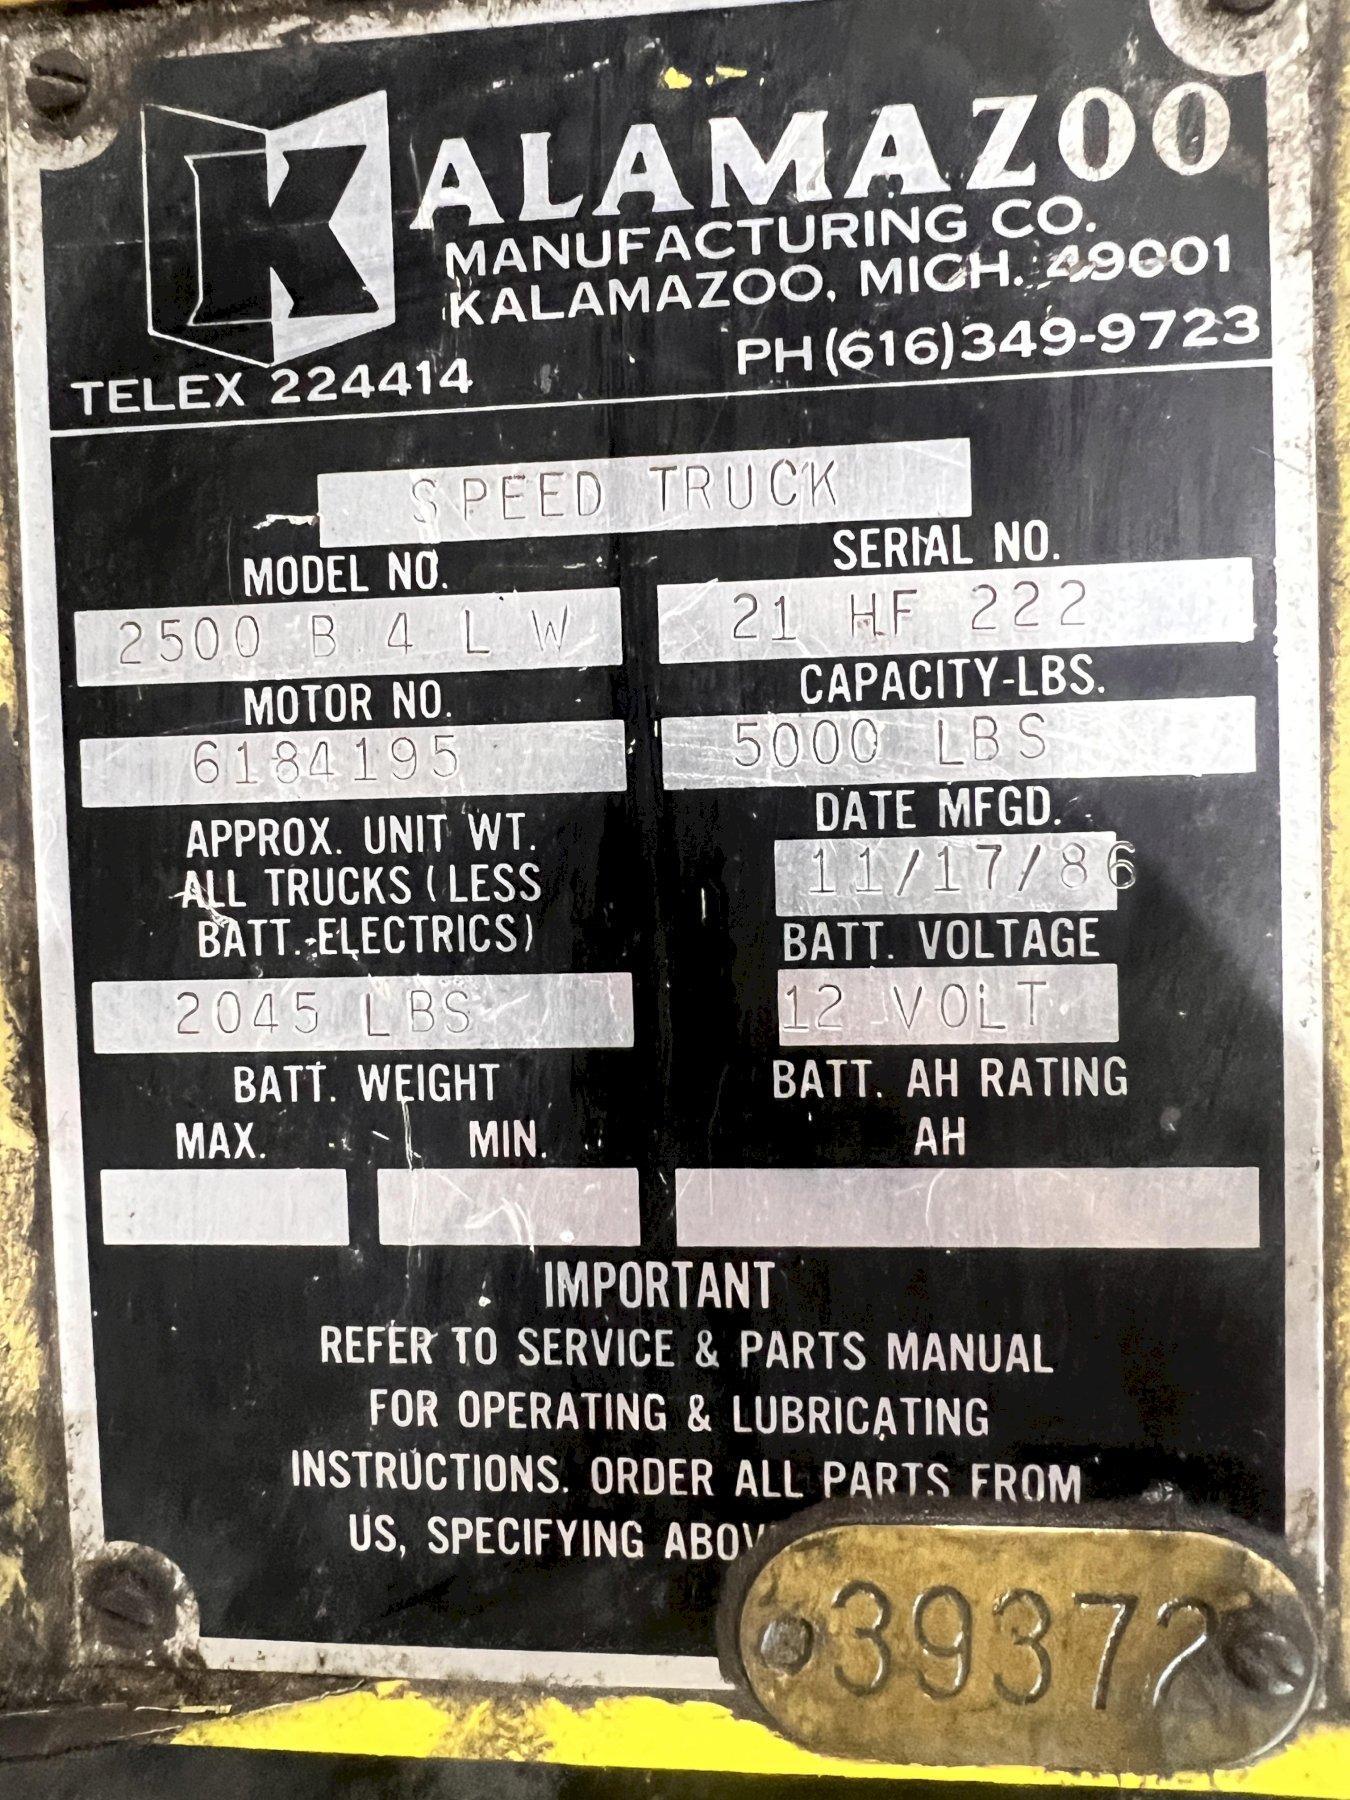 KALAMAZOO
MANUFACTURING CO.
KALAMAZOO, MICH. 49001
TELEX 224414
PH (616) 349-9723
SPEED TRUCK
MODEL NO.
2500 B 4 L W
SERIAL NO.
21 HF 222
MOTOR NO.
6184195
CAPACITY-LBS.
5000 LBS
APPROX. UNIT WT.
ALL TRUCKS (LESS
BATT.-ELECTRICS)
2045 LBS
DATE MFGD.
11/17/86
BATT. VOLTAGE
12 VOLT
BATT. WEIGHT
MAX. MIN.
BATT. AH RATING
AH
IMPORTANT
REFER TO SERVICE & PARTS MANUAL
FOR OPERATING & LUBRICATING
INSTRUCTIONS. ORDER ALL PARTS FROM
US, SPECIFYING ABOV
39372